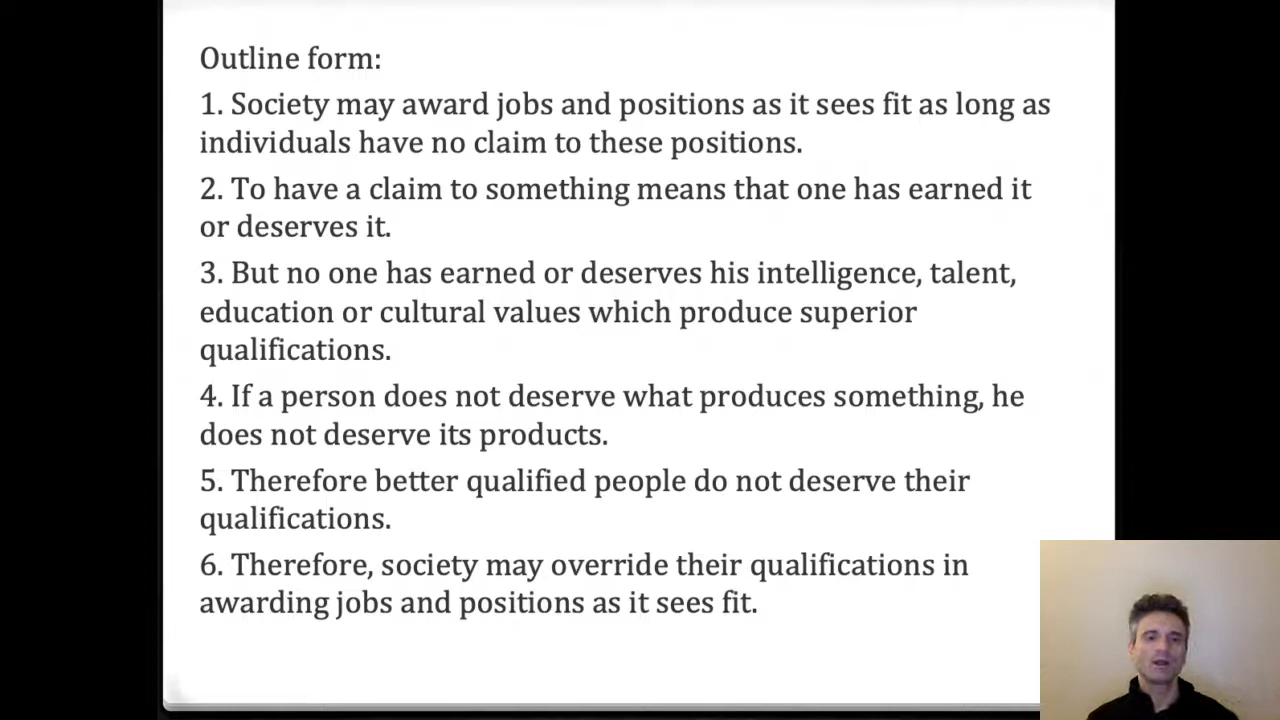 Outline form:
1. Society may award jobs and positions as it sees fit as long as
individuals have no claim to these positions.
2. To have a claim to something means that one has earned it
or deserves it.
3. But no one has earned or deserves his intelligence, talent,
education or cultural values which produce superior
qualifications.
4. If a person does not deserve what produces something, he
does not deserve its products.
5. Therefore better qualified people do not deserve their
qualifications.
6. Therefore, society may override their qualifications in
awarding jobs and positions as it sees fit.